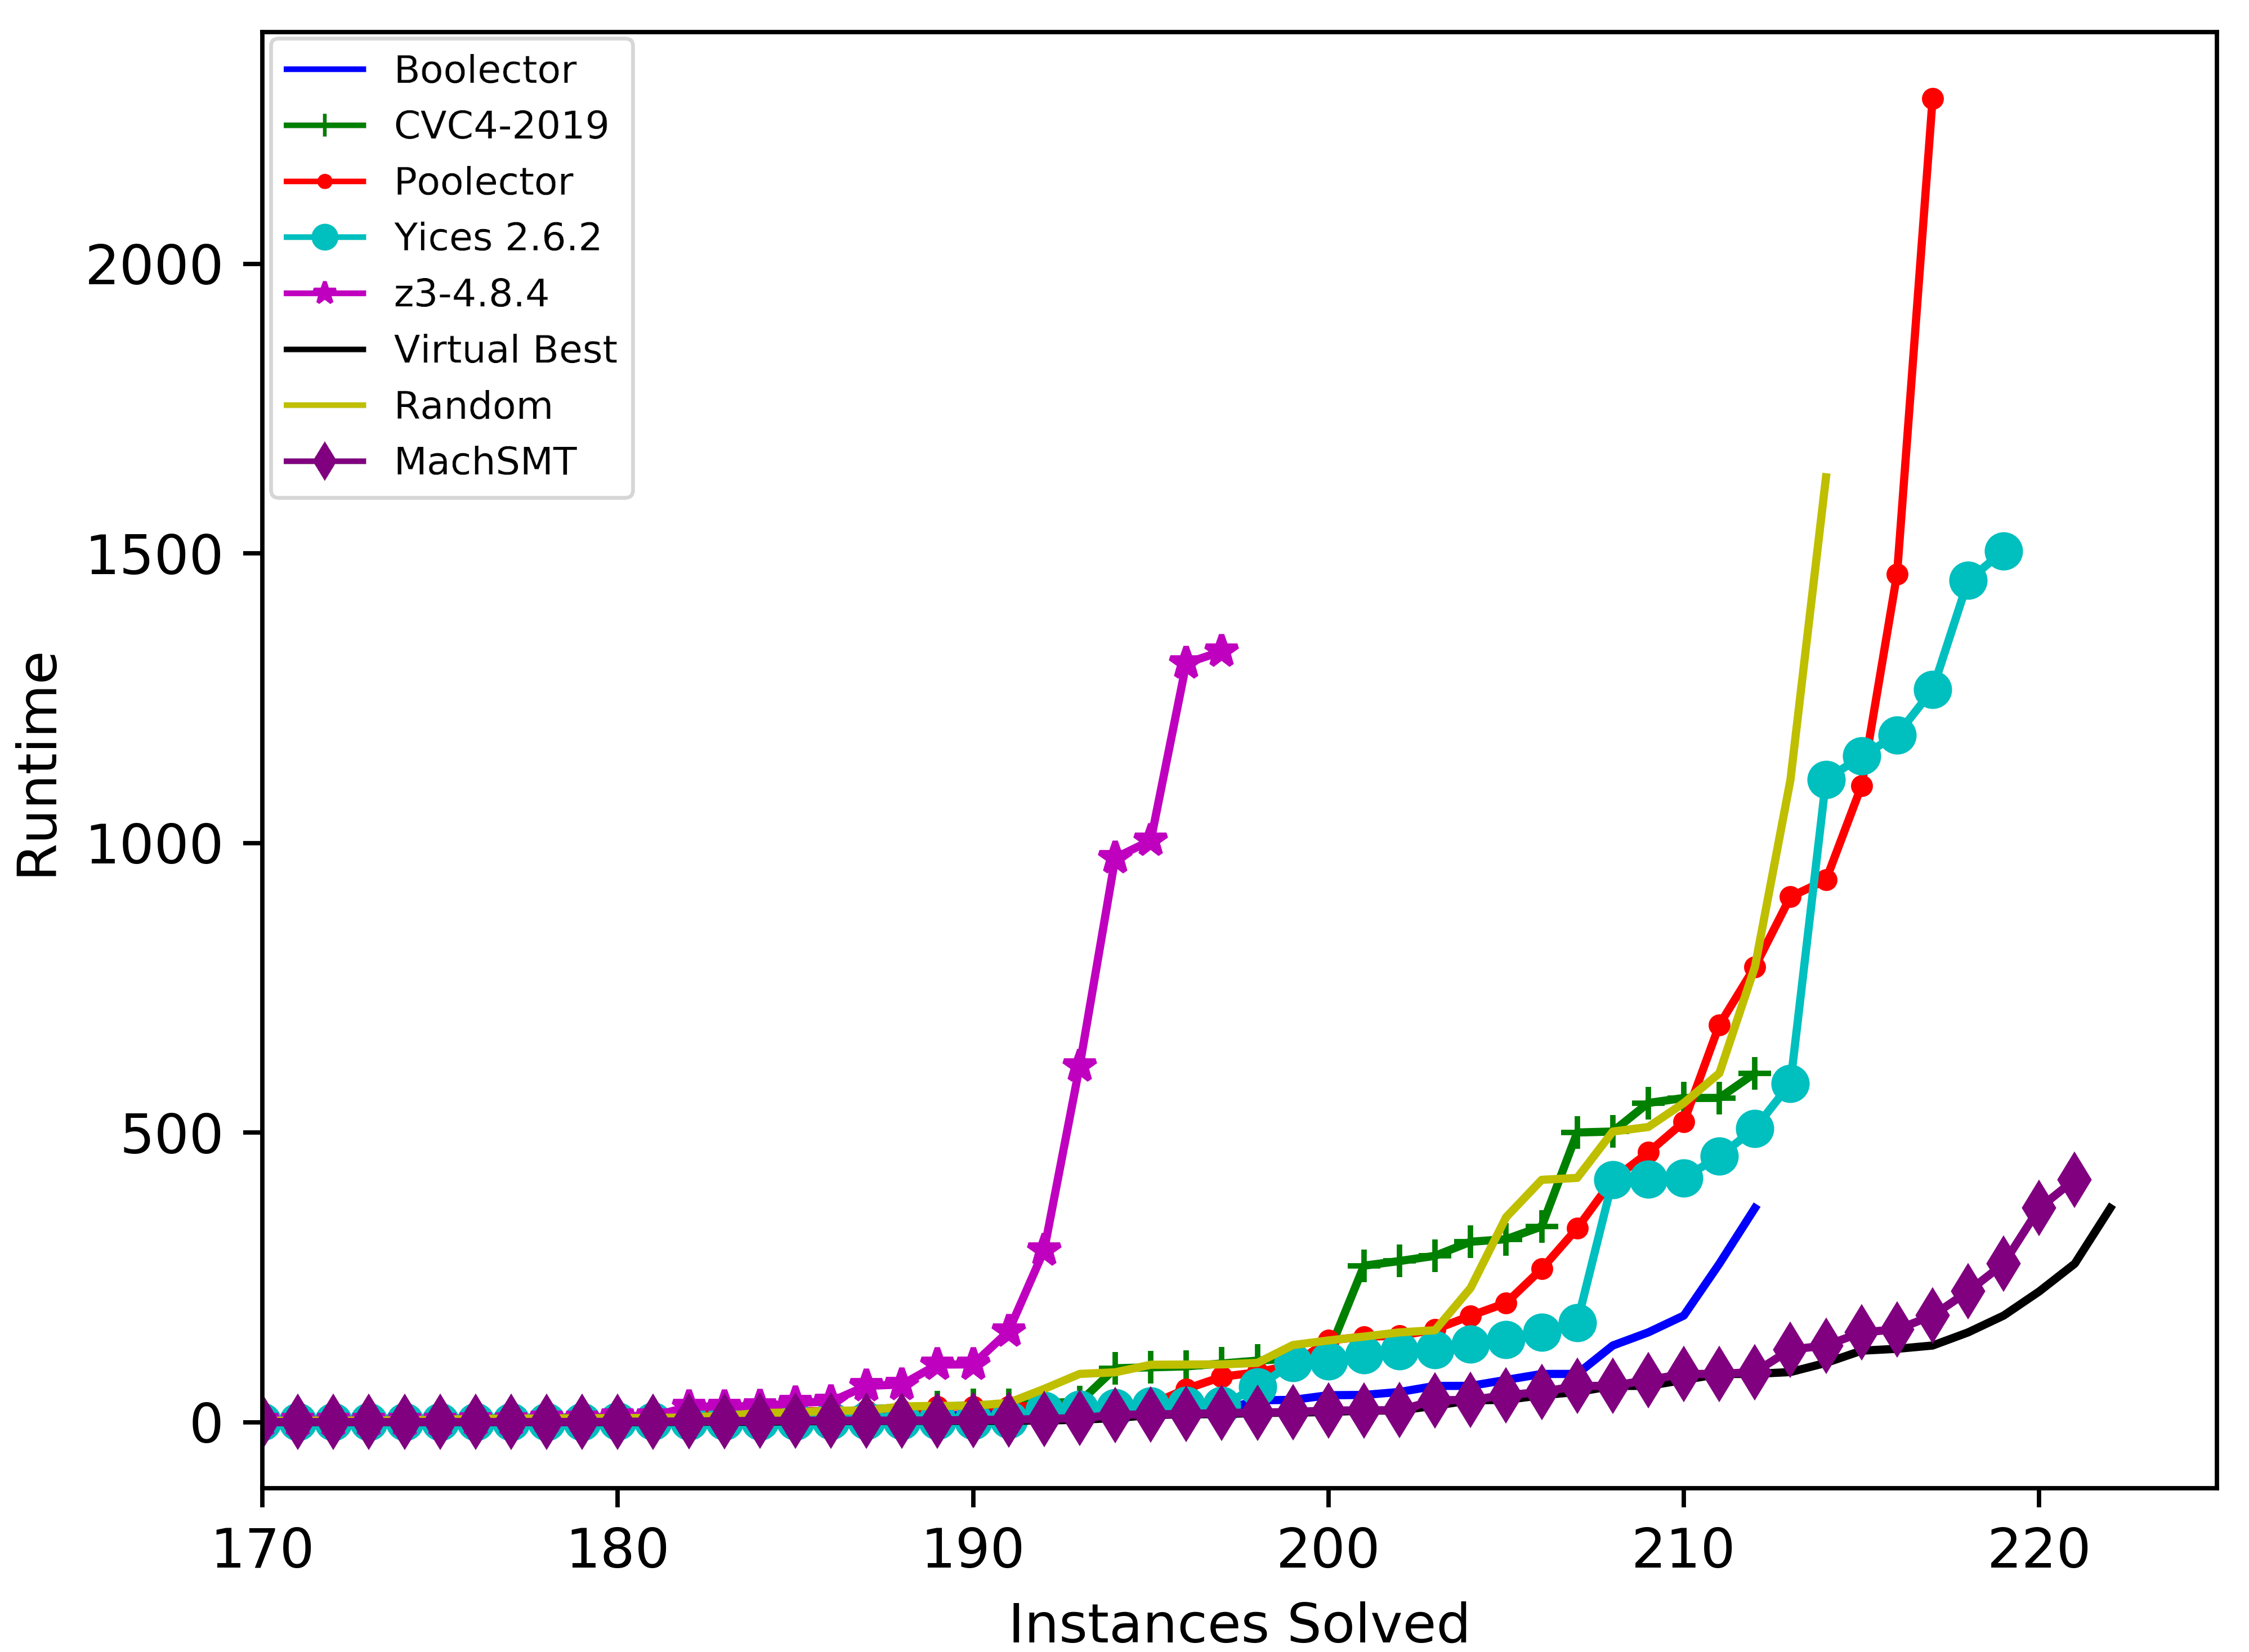 Boolector
CVC4-2019
Poolector
Yices 2.6.2
z3-4.8.4
Virtual Best
Random
MachSMT
2000
1500
1000
500
0
Runtime
170 180 190 200 210 220
Instances Solved